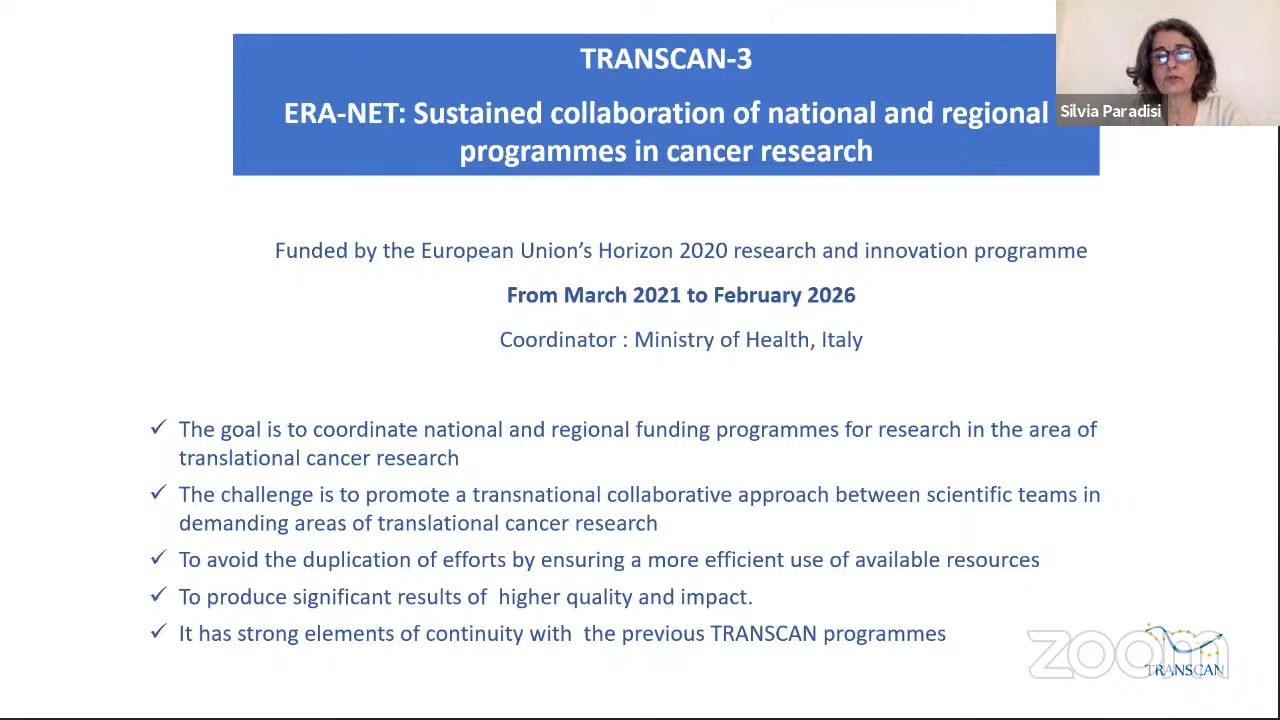 TRANSCAN-3
ERA-NET: Sustained collaboration of national and regional
programmes in cancer research
Silvia Paradisi
Funded by the European Union’s Horizon 2020 research and innovation programme
From March 2021 to February 2026
Coordinator : Ministry of Health, Italy
✓ The goal is to coordinate national and regional funding programmes for research in the area of
translational cancer research
✓ The challenge is to promote a transnational collaborative approach between scientific teams in
demanding areas of translational cancer research
✓ To avoid the duplication of efforts by ensuring a more efficient use of available resources
✓ To produce significant results of  higher quality and impact.
✓ It has strong elements of continuity with  the previous TRANSCAN programmes
zoom
TRANSCAN